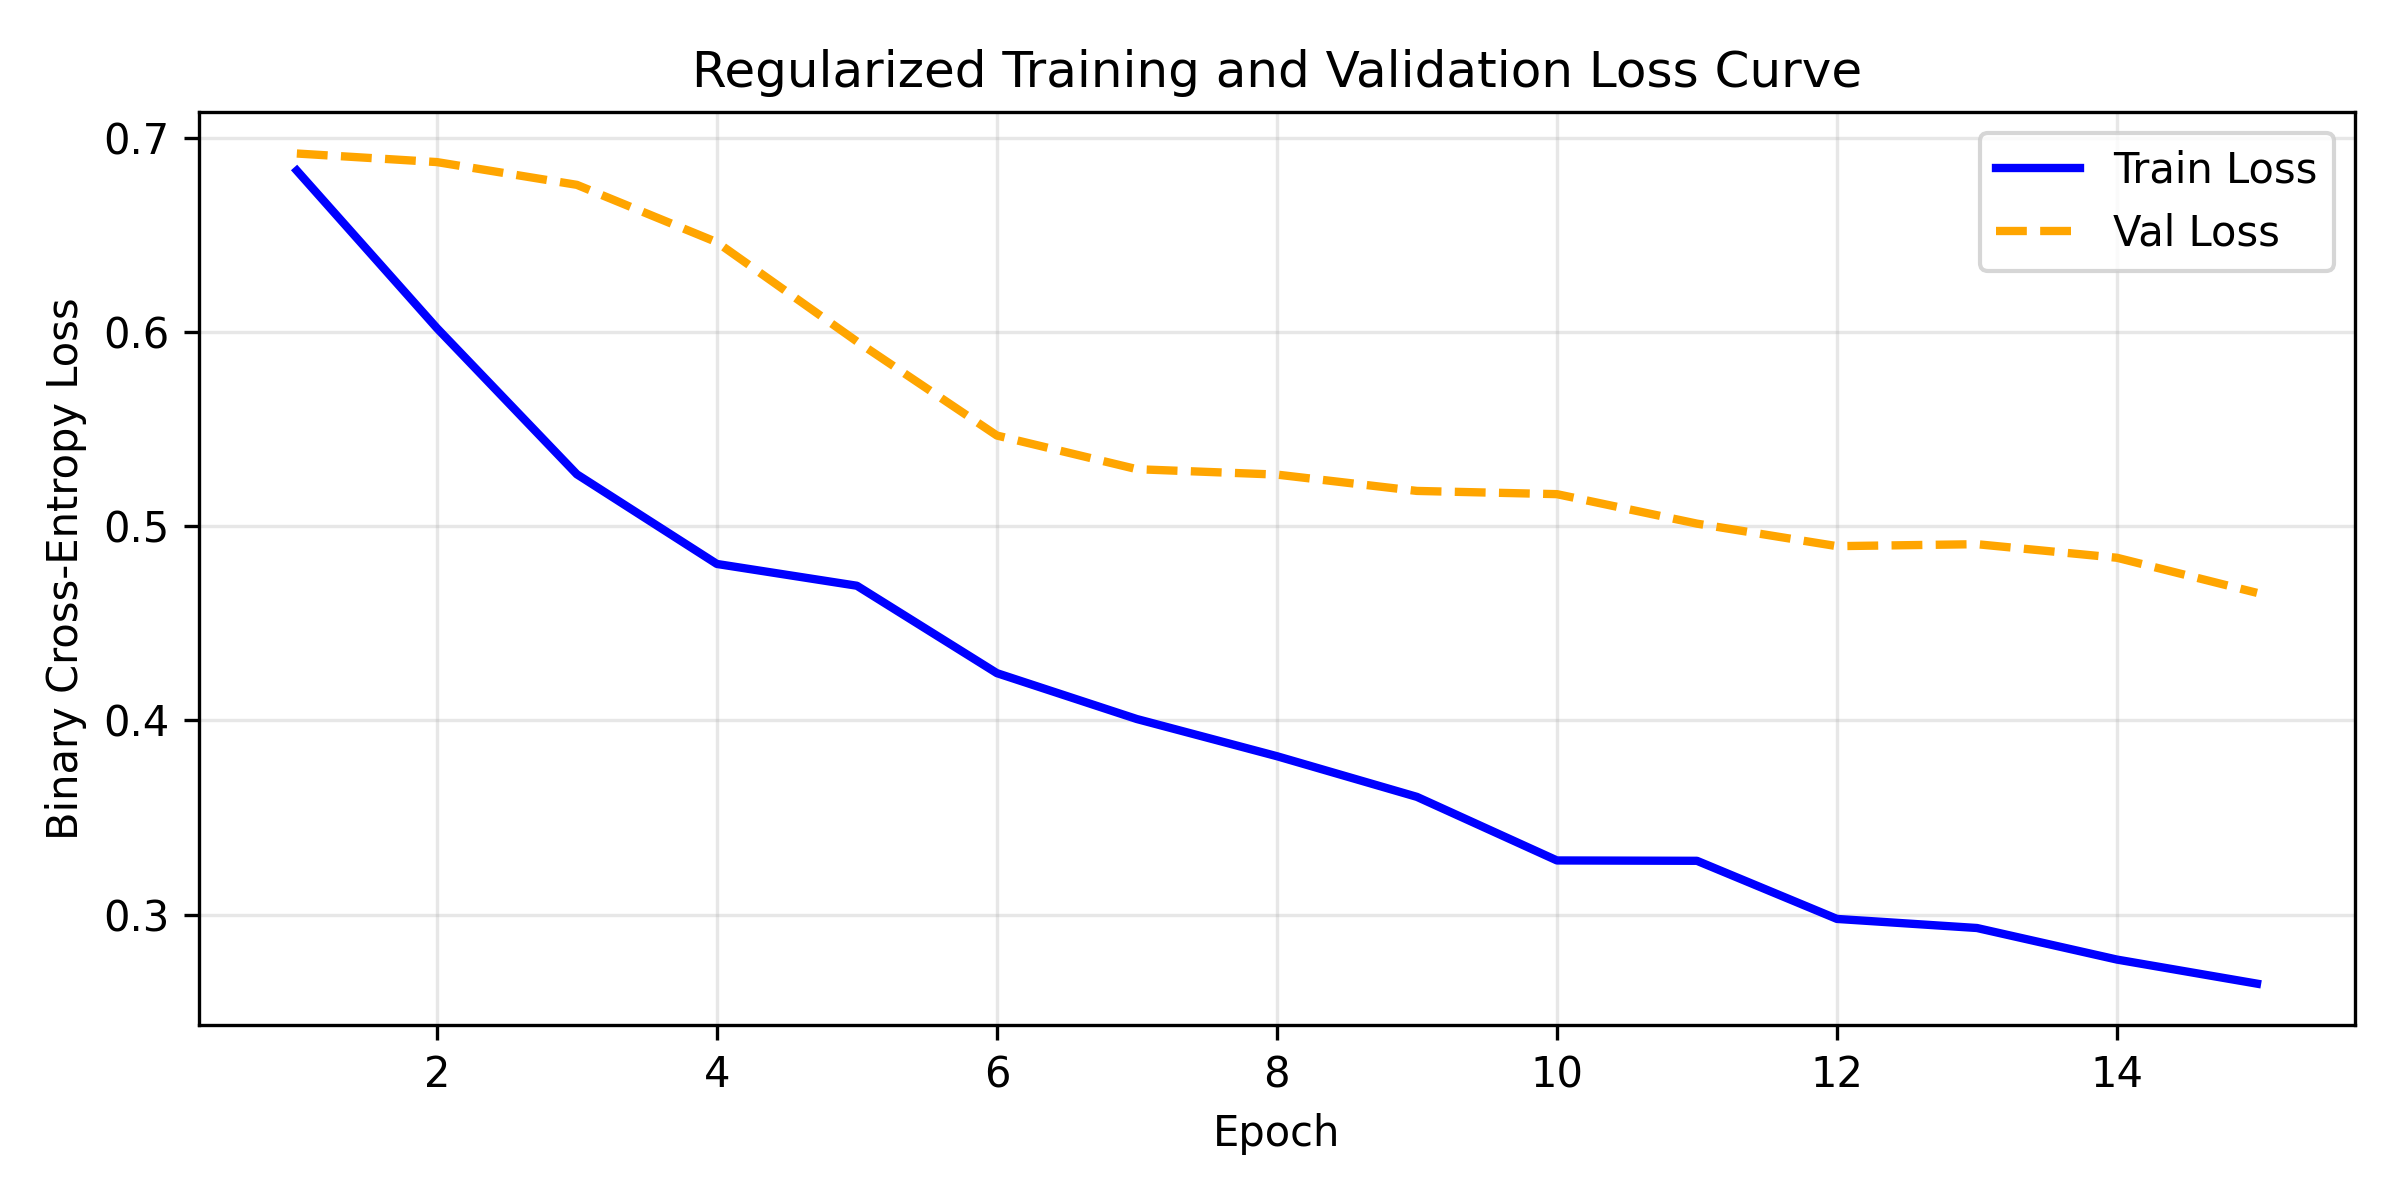 Regularized Training and Validation Loss Curve
Train Loss
Val Loss
Binary Cross-Entropy Loss
0.7
0.6
0.5
0.4
0.3
2 4 6 8 10 12 14
Epoch